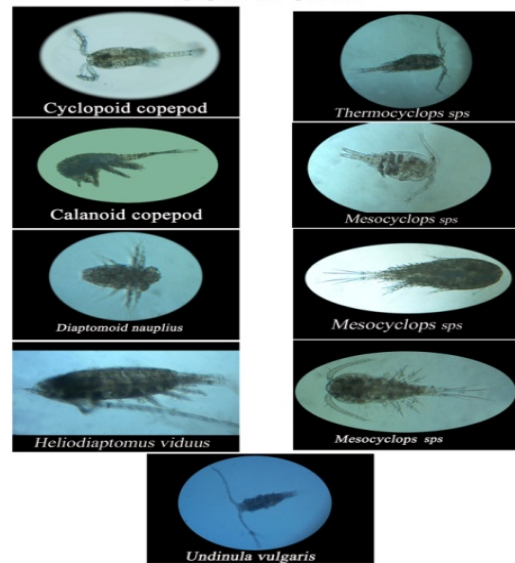 Cyclopoid copepod
Thermocyclops sps
Calanoid copepod
Mesocyclops sps
Diaptomoid nauplius
Mesocyclops sps
Heliodiaptomus viduus
Mesocyclops sps
Undinula vulgaris